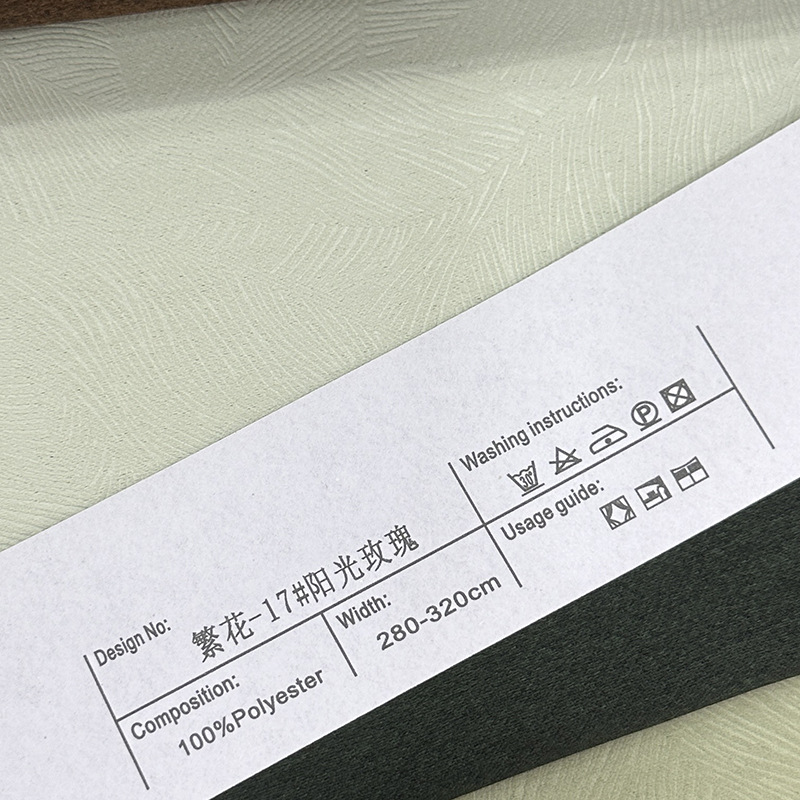 Design No:
繁花-17#阳光玫瑰
Washing instructions:
30°
P
Composition:
100%Polyester
Width:
280-320cm
Usage guide: